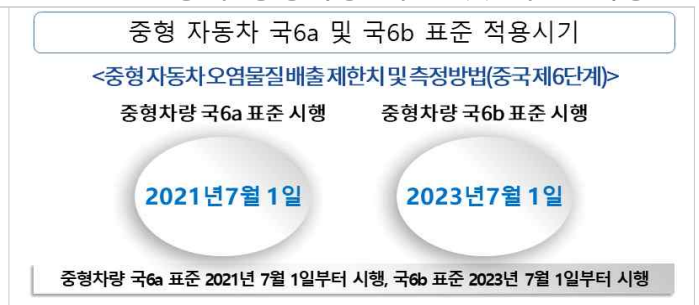 중형 자동차 국6a 및 국6b 표준 적용시기
<중형 자동차 오염물질 배출 제한치 및 측정방법(중국 제6단계)>
중형차량 국6a 표준 시행 중형차량 국6b 표준 시행
2021년7월 1일 2023년7월 1일
중형차량 국6a 표준 2021년 7월 1일부터 시행, 국6b 표준 2023년 7월 1일부터 시행